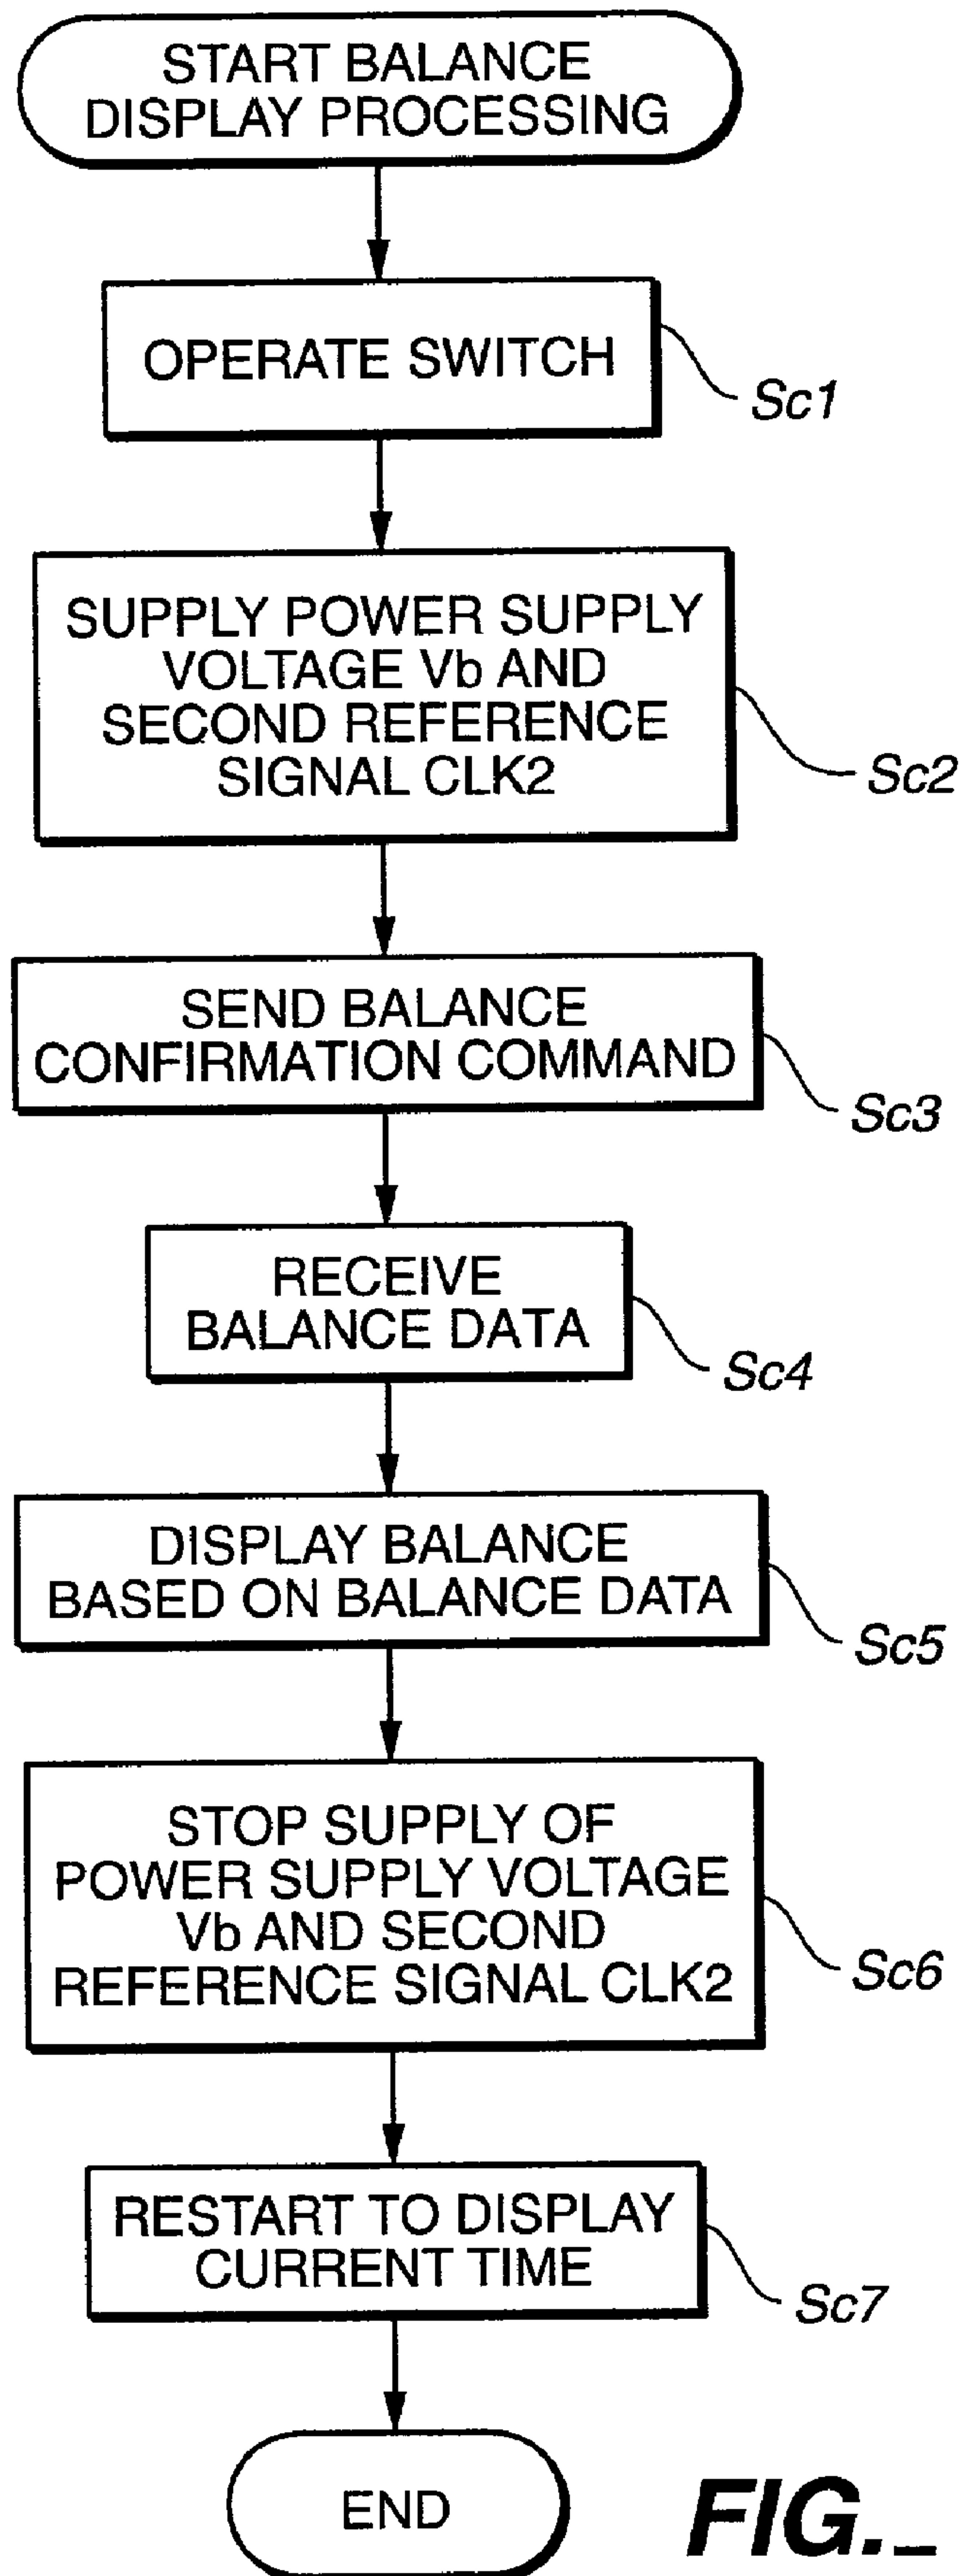 START BALANCE
DISPLAY PROCESSING
OPERATE SWITCH
Sc1
SUPPLY POWER SUPPLY
VOLTAGE Vb AND
SECOND REFERENCE
SIGNAL CLK2
Sc2
SEND BALANCE
CONFIRMATION COMMAND
Sc3
RECEIVE
BALANCE DATA
Sc4
DISPLAY BALANCE
BASED ON BALANCE DATA
Sc5
STOP SUPPLY OF
POWER SUPPLY VOLTAGE
Vb AND SECOND
REFERENCE SIGNAL CLK2
Sc6
RESTART TO DISPLAY
CURRENT TIME
Sc7
END
FIG._